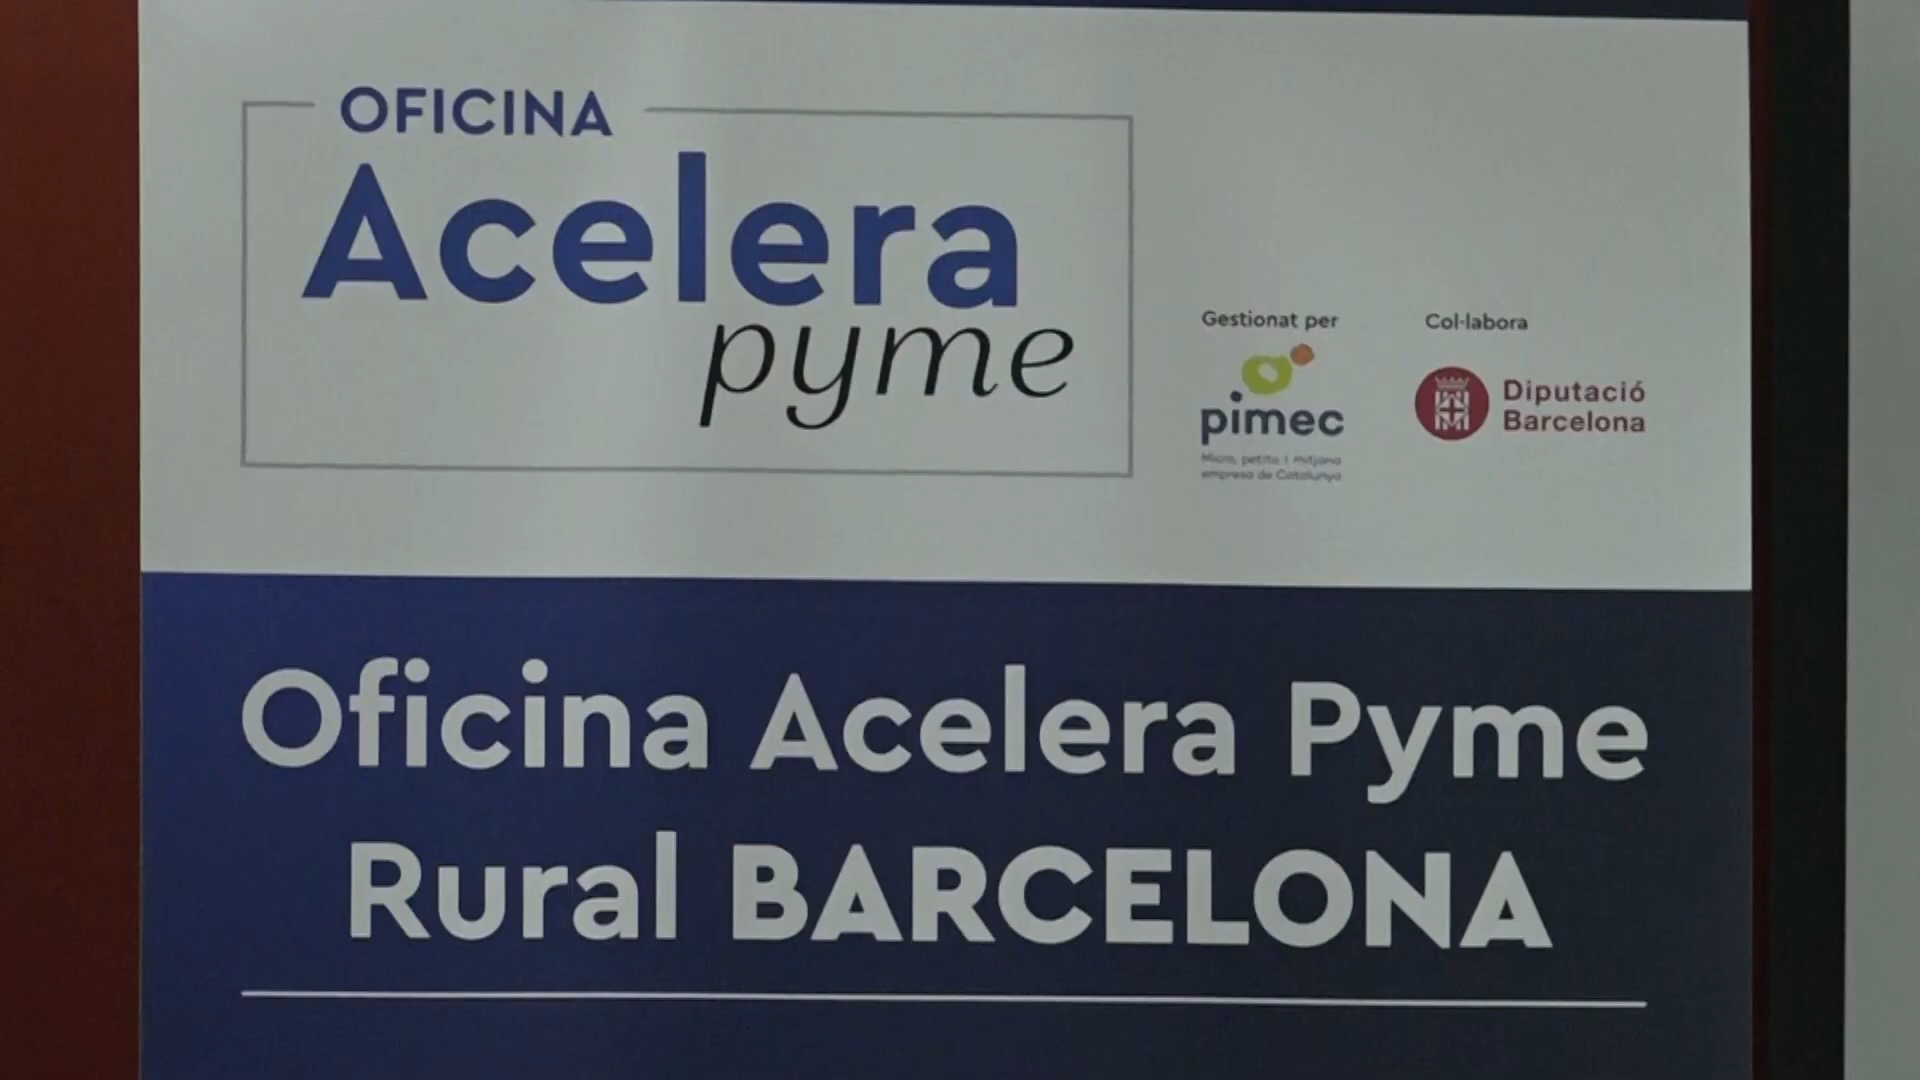 OFICINA
Acelera
pyme
Gestionat per
pimec
Micro, petita i mitjana
empresa de Catalunya
Col·labora
Diputació
Barcelona
Oficina Acelera Pyme
Rural BARCELONA